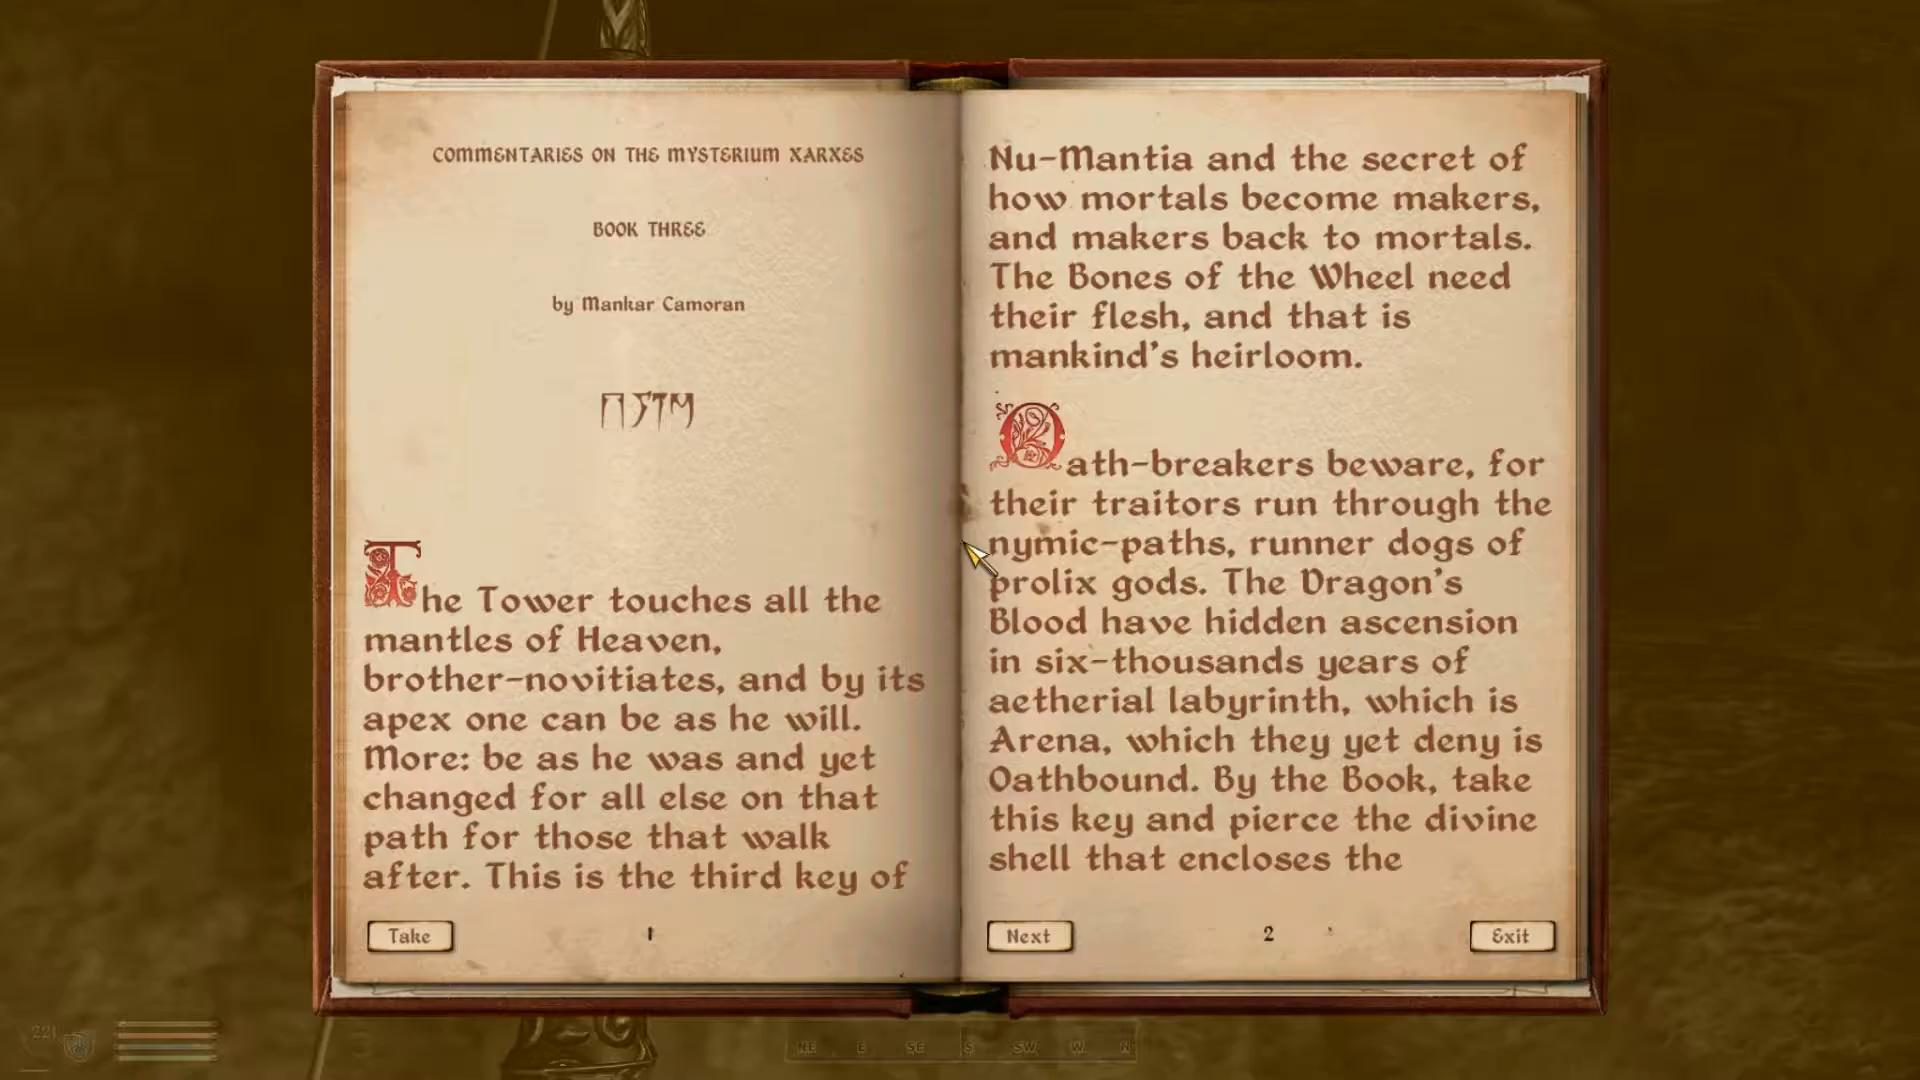 COMMENTARIES ON THE MYSTERIUM XARXES
BOOK THREE
by Mankar Camoran
The Tower touches all the
mantles of Heaven,
brother-novitiates, and by its
apex one can be as he will.
More: be as he was and yet
changed for all else on that
path for those that walk
after. This is the third key of
Take
1
Nu-Mantia and the secret of
how mortals become makers,
and makers back to mortals.
The Bones of the Wheel need
their flesh, and that is
mankind's heirloom.
Oath-breakers beware, for
their traitors run through the
nymic-paths, runner dogs of
prolix gods. The Dragon's
Blood have hidden ascension
in six-thousands years of
aetherial labyrinth, which is
Arena, which they yet deny is
Oathbound. By the Book, take
this key and pierce the divine
shell that encloses the
Next
2
Exit
221
NE E SE S SW W N